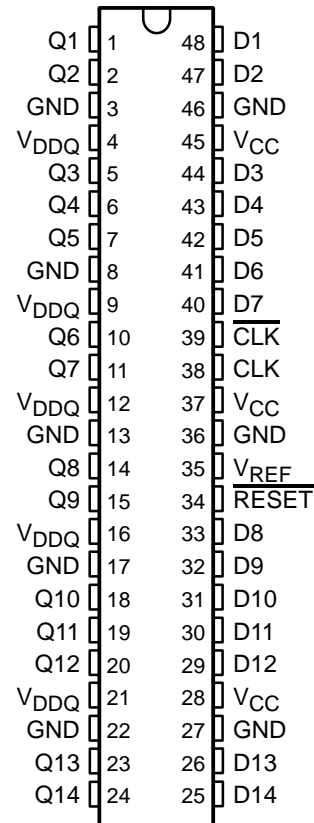 Q1 1 48 D1
Q2 2 47 D2
GND 3 46 GND
VDDQ 4 45 VCC
Q3 5 44 D3
Q4 6 43 D4
Q5 7 42 D5
GND 8 41 D6
VDDQ 9 40 D7
Q6 10 39 C̅L̅K̅
Q7 11 38 CLK
VDDQ 12 37 VCC
GND 13 36 GND
Q8 14 35 VREF
Q9 15 34 R̅E̅S̅E̅T̅
VDDQ 16 33 D8
GND 17 32 D9
Q10 18 31 D10
Q11 19 30 D11
Q12 20 29 D12
VDDQ 21 28 VCC
GND 22 27 GND
Q13 23 26 D13
Q14 24 25 D14